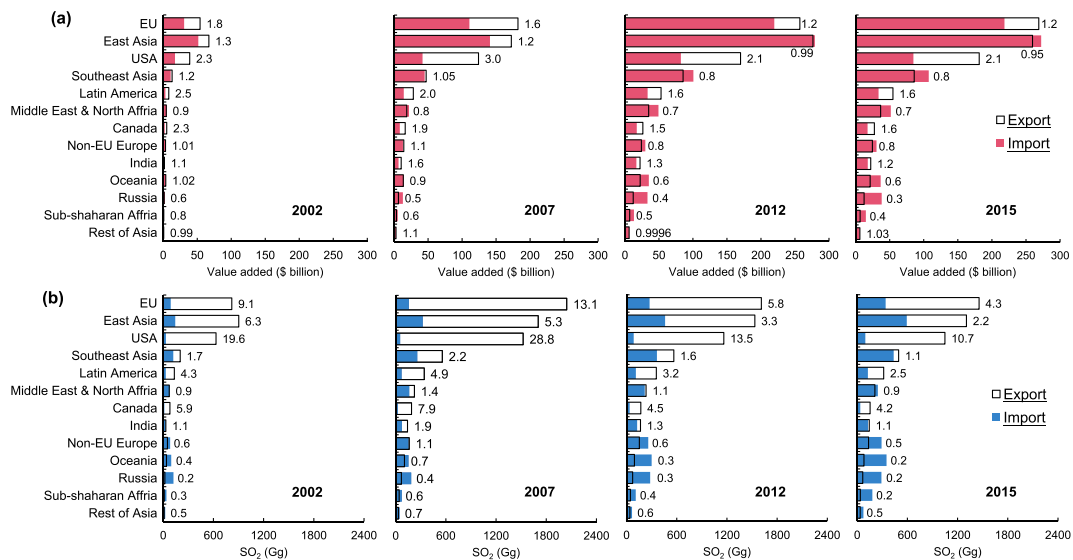 (a)
EU
East Asia
USA
Southeast Asia
Latin America
Middle East & North Affria
Canada
Non-EU Europe
India
Oceania
Russia
Sub-shaharan Affria
Rest of Asia
1.8
1.3
2.3
1.2
2.5
0.9
2.3
1.01
1.1
1.02
0.6
0.8
0.99
2002
0 50 100 150 200 250 300
Value added ($ billion)
1.6
1.2
3.0
1.05
2.0
0.8
1.9
1.1
1.6
0.9
0.5
0.6
1.1
2007
0 50 100 150 200 250 300
Value added ($ billion)
1.2
0.99
2.1
0.8
1.6
0.7
1.5
0.8
1.3
0.6
0.4
0.5
0.9996
2012
0 50 100 150 200 250 300
Value added ($ billion)
1.2
0.95
2.1
0.8
1.6
0.7
1.6
0.8
1.2
0.6
0.3
0.4
1.03
Export
Import
2015
0 50 100 150 200 250 300
Value added ($ billion)
(b)
EU
East Asia
USA
Southeast Asia
Latin America
Middle East & North Affria
Canada
India
Non-EU Europe
Oceania
Russia
Sub-shaharan Affria
Rest of Asia
9.1
6.3
19.6
1.7
4.3
0.9
5.9
1.1
0.6
0.4
0.2
0.3
0.5
2002
0 600 1200 1800 2400
SO₂ (Gg)
13.1
5.3
28.8
2.2
4.9
1.4
7.9
1.9
1.1
0.7
0.4
0.6
0.7
2007
0 600 1200 1800 2400
SO₂ (Gg)
5.8
3.3
13.5
1.6
3.2
1.1
4.5
1.3
0.6
0.3
0.3
0.4
0.6
2012
0 600 1200 1800 2400
SO₂ (Gg)
4.3
2.2
10.7
1.1
2.5
0.9
4.2
1.1
0.5
0.2
0.2
0.2
0.5
Export
Import
2015
0 600 1200 1800 2400
SO₂ (Gg)